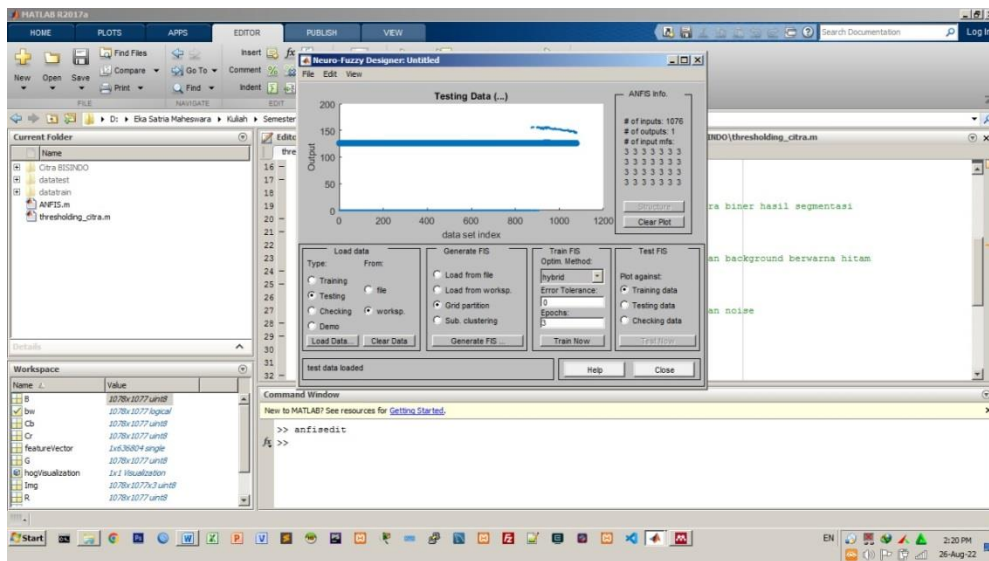 MATLAB R2017a
HOME PLOTS APPS EDITOR PUBLISH VIEW
Search Documentation
Log In
New Open Save
Find Files
Compare
Print
Go To
Find
Insert
Comment
Indent
FILE NAVIGATE EDIT
D: Eka Satria Maheswara Kuliah Semester
Current Folder
Name
Citra BISINDO
datatest
datatrain
ANFIS.m
thresholding_citra.m
Details
Workspace
Name Value
B 1078x1077 uint8
bw 1078x1077 logical
Cb 1078x1077 uint8
Cr 1078x1077 uint8
featureVector 1x636804 single
G 1078x1077 uint8
hogVisualization 1x1 Visualization
Img 1078x1077x3 uint8
R 1078x1077 uint8
INDO\thresholding_citra.m
16
17
18
19
20
21
22
23
24
25
26
27
28
29
30
31
32
ra biner hasil segmentasi
an background berwarna hitam
an noise
Neuro-Fuzzy Designer: Untitled
File Edit View
Testing Data (...)
Output
200
150
100
50
0
0 200 400 600 800 1000 1200
data set index
ANFIS Info.
# of inputs: 1076
# of outputs: 1
# of input mfs:
3 3 3 3 3 3 3
3 3 3 3 3 3 3
3 3 3 3 3 3 3
3 3 3 3 3 3 3
Structure
Clear Plot
Load data
Type: From:
Training
Testing
Checking
Demo
file
worksp.
Load Data... Clear Data
Generate FIS
Load from file
Load from worksp.
Grid partition
Sub. clustering
Generate FIS ...
Train FIS
Optim. Method:
hybrid
Error Tolerance:
0
Epochs:
3
Train Now
Test FIS
Plot against:
Training data
Testing data
Checking data
Test Now
test data loaded
Help Close
Command Window
New to MATLAB? See resources for Getting Started.
>> anfisedit
fx >>
Start
EN
2:20 PM
26-Aug-22